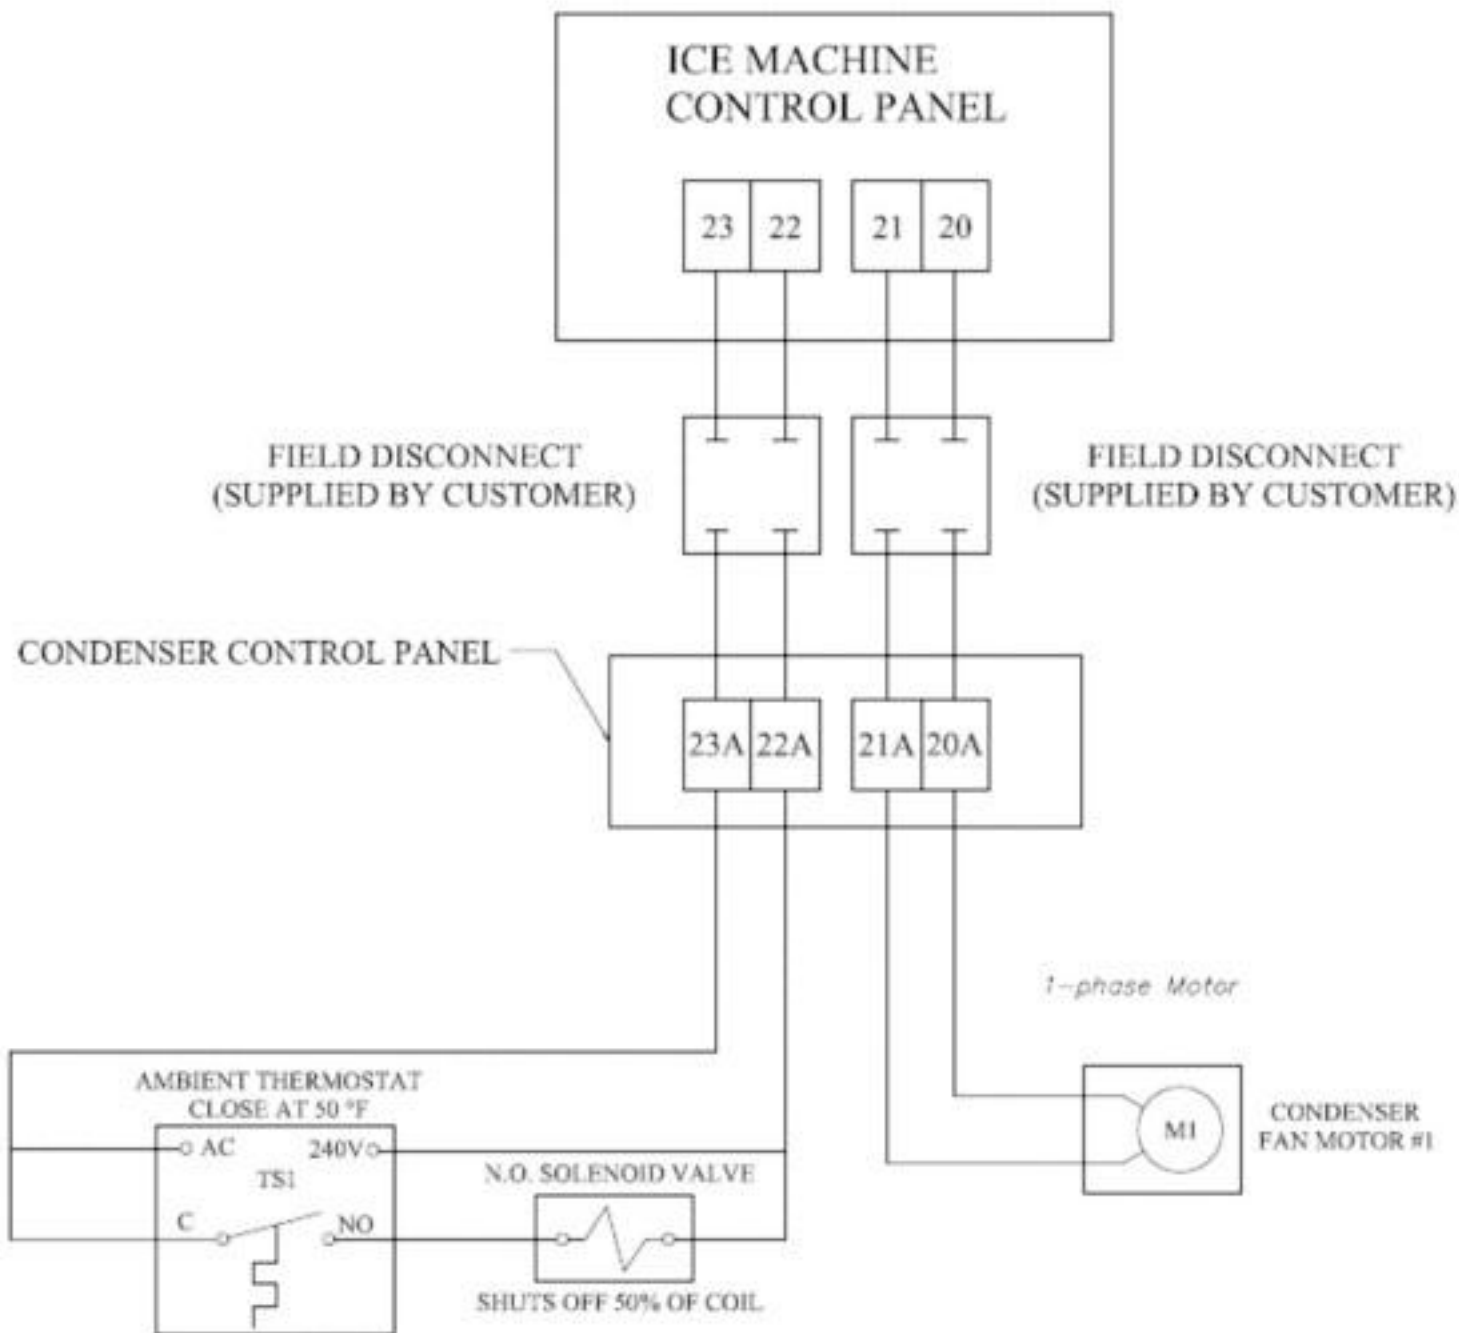 ICE MACHINE
CONTROL PANEL
23 22 21 20
FIELD DISCONNECT
(SUPPLIED BY CUSTOMER)
FIELD DISCONNECT
(SUPPLIED BY CUSTOMER)
CONDENSER CONTROL PANEL
23A 22A 21A 20A
1-phase Motor
AMBIENT THERMOSTAT
CLOSE AT 50 °F
AC 240V
TS1
C NO
N.O. SOLENOID VALVE
SHUTS OFF 50% OF COIL
M1
CONDENSER
FAN MOTOR #1